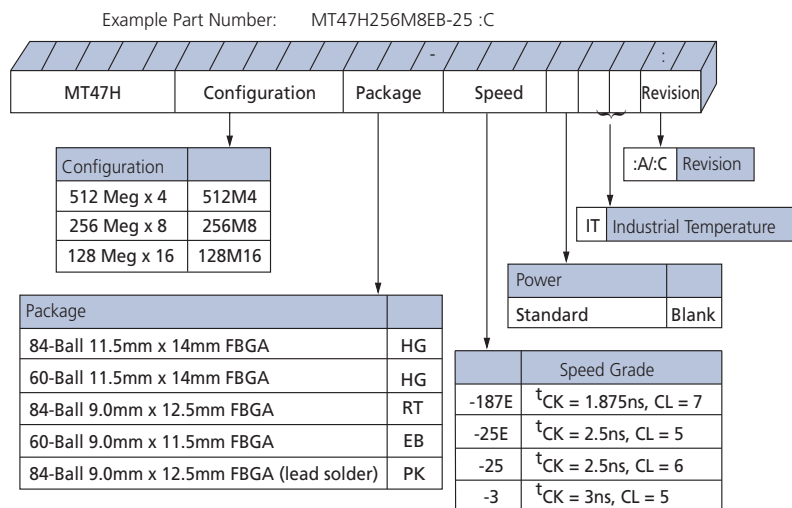 Example Part Number: MT47H256M8EB-25 :C
- :
MT47H Configuration Package Speed Revision
:A/:C Revision
IT Industrial Temperature
Configuration
512 Meg x 4 512M4
256 Meg x 8 256M8
128 Meg x 16 128M16
Power
Standard Blank
Package
84-Ball 11.5mm x 14mm FBGA HG
60-Ball 11.5mm x 14mm FBGA HG
84-Ball 9.0mm x 12.5mm FBGA RT
60-Ball 9.0mm x 11.5mm FBGA EB
84-Ball 9.0mm x 12.5mm FBGA (lead solder) PK
Speed Grade
-187E tCK = 1.875ns, CL = 7
-25E tCK = 2.5ns, CL = 5
-25 tCK = 2.5ns, CL = 6
-3 tCK = 3ns, CL = 5